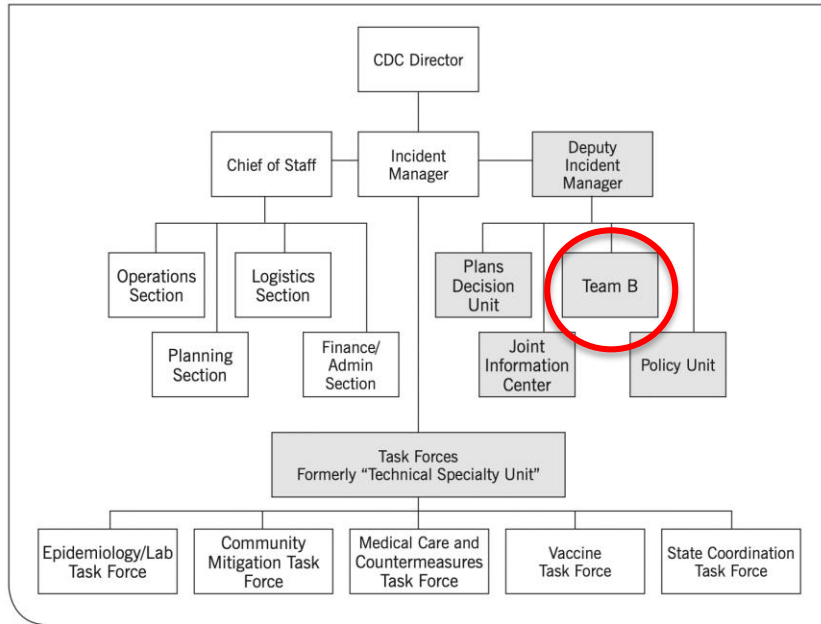 CDC Director
Chief of Staff
Incident
Manager
Deputy
Incident
Manager
Operations
Section
Logistics
Section
Plans
Decision
Unit
Team B
Planning
Section
Finance/
Admin
Section
Joint
Information
Center
Policy Unit
Task Forces
Formerly “Technical Specialty Unit”
Epidemiology/Lab
Task Force
Community
Mitigation Task
Force
Medical Care and
Countermeasures
Task Force
Vaccine
Task Force
State Coordination
Task Force